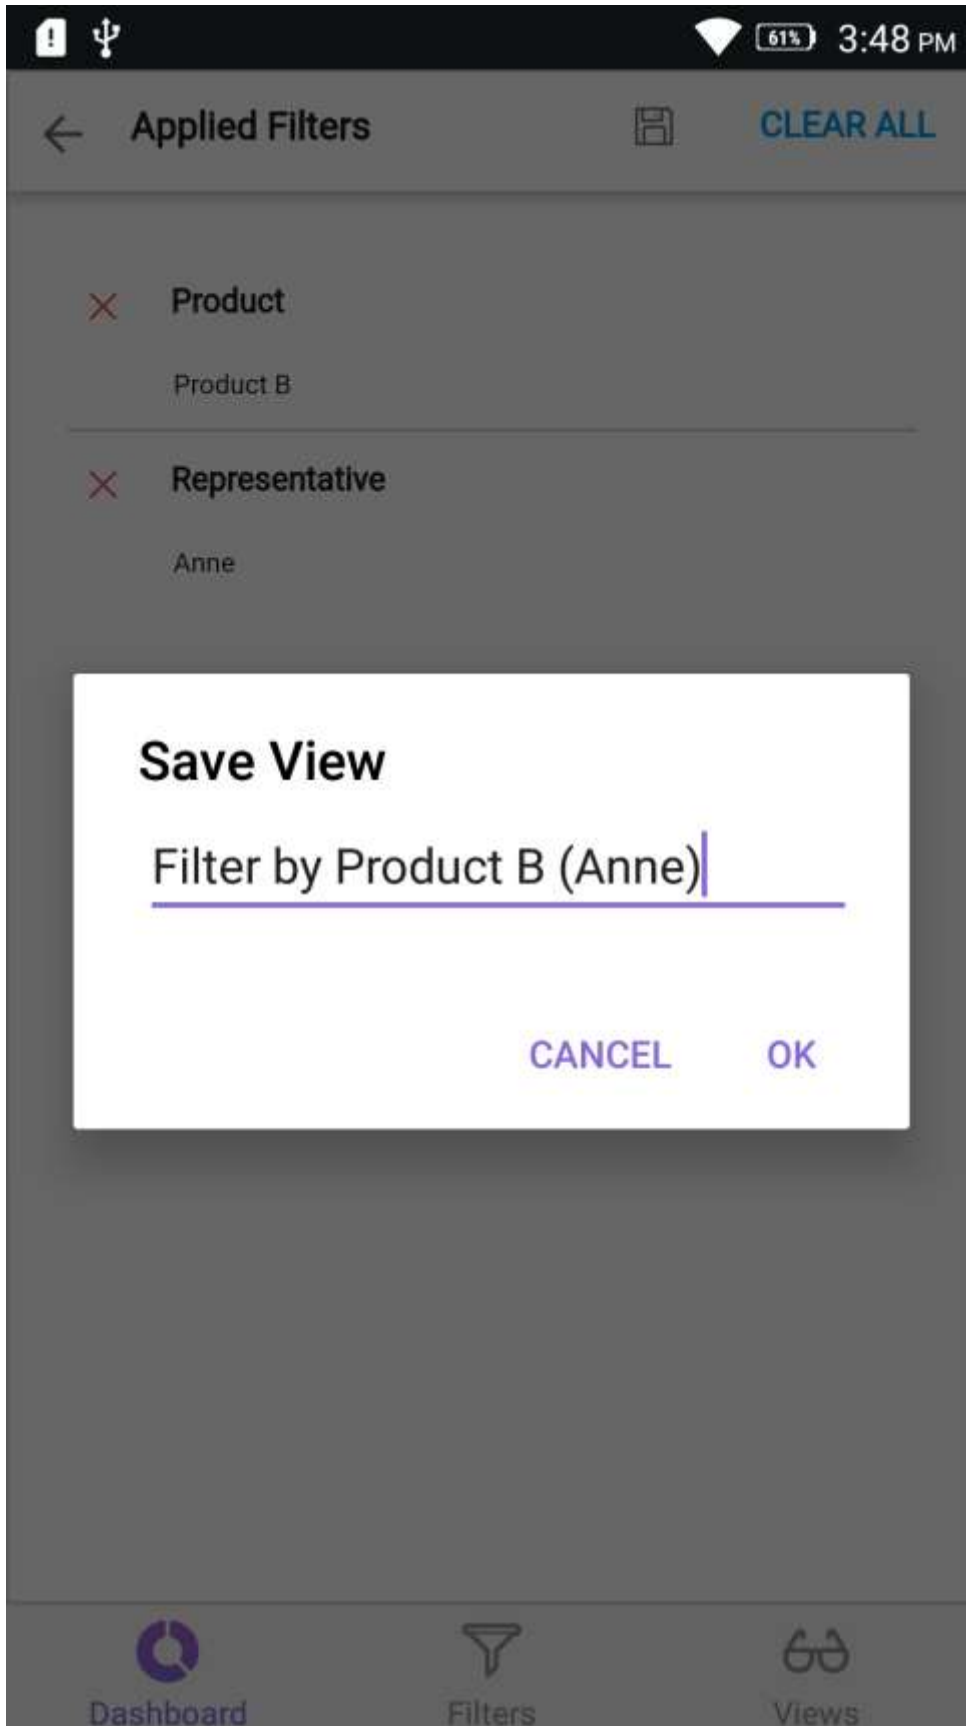 61% 3:48 PM
Applied Filters CLEAR ALL
Product
Product B
Representative
Anne
Save View
Filter by Product B (Anne)
CANCEL OK
Dashboard Filters Views